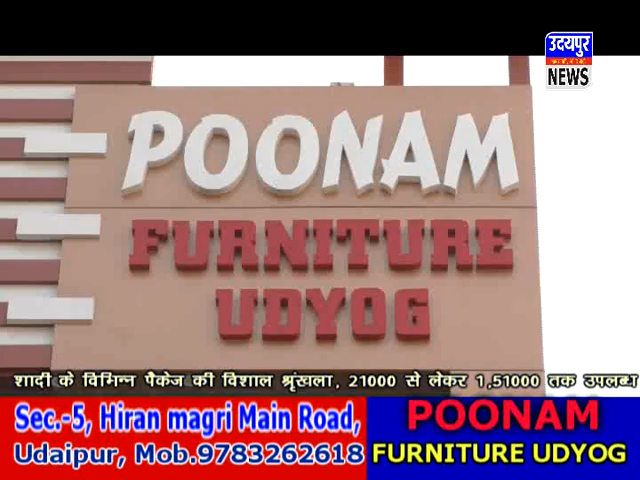 उदयपुर
NEWS
POONAM
FURNITURE
UDYOG
शादी के विभिन्न पैकेज की विशाल श्रृंखला, 21000 से लेकर 1,51000 तक उपलब्ध
Sec.-5, Hiran magri Main Road,
Udaipur, Mob.9783262618
POONAM
FURNITURE UDYOG